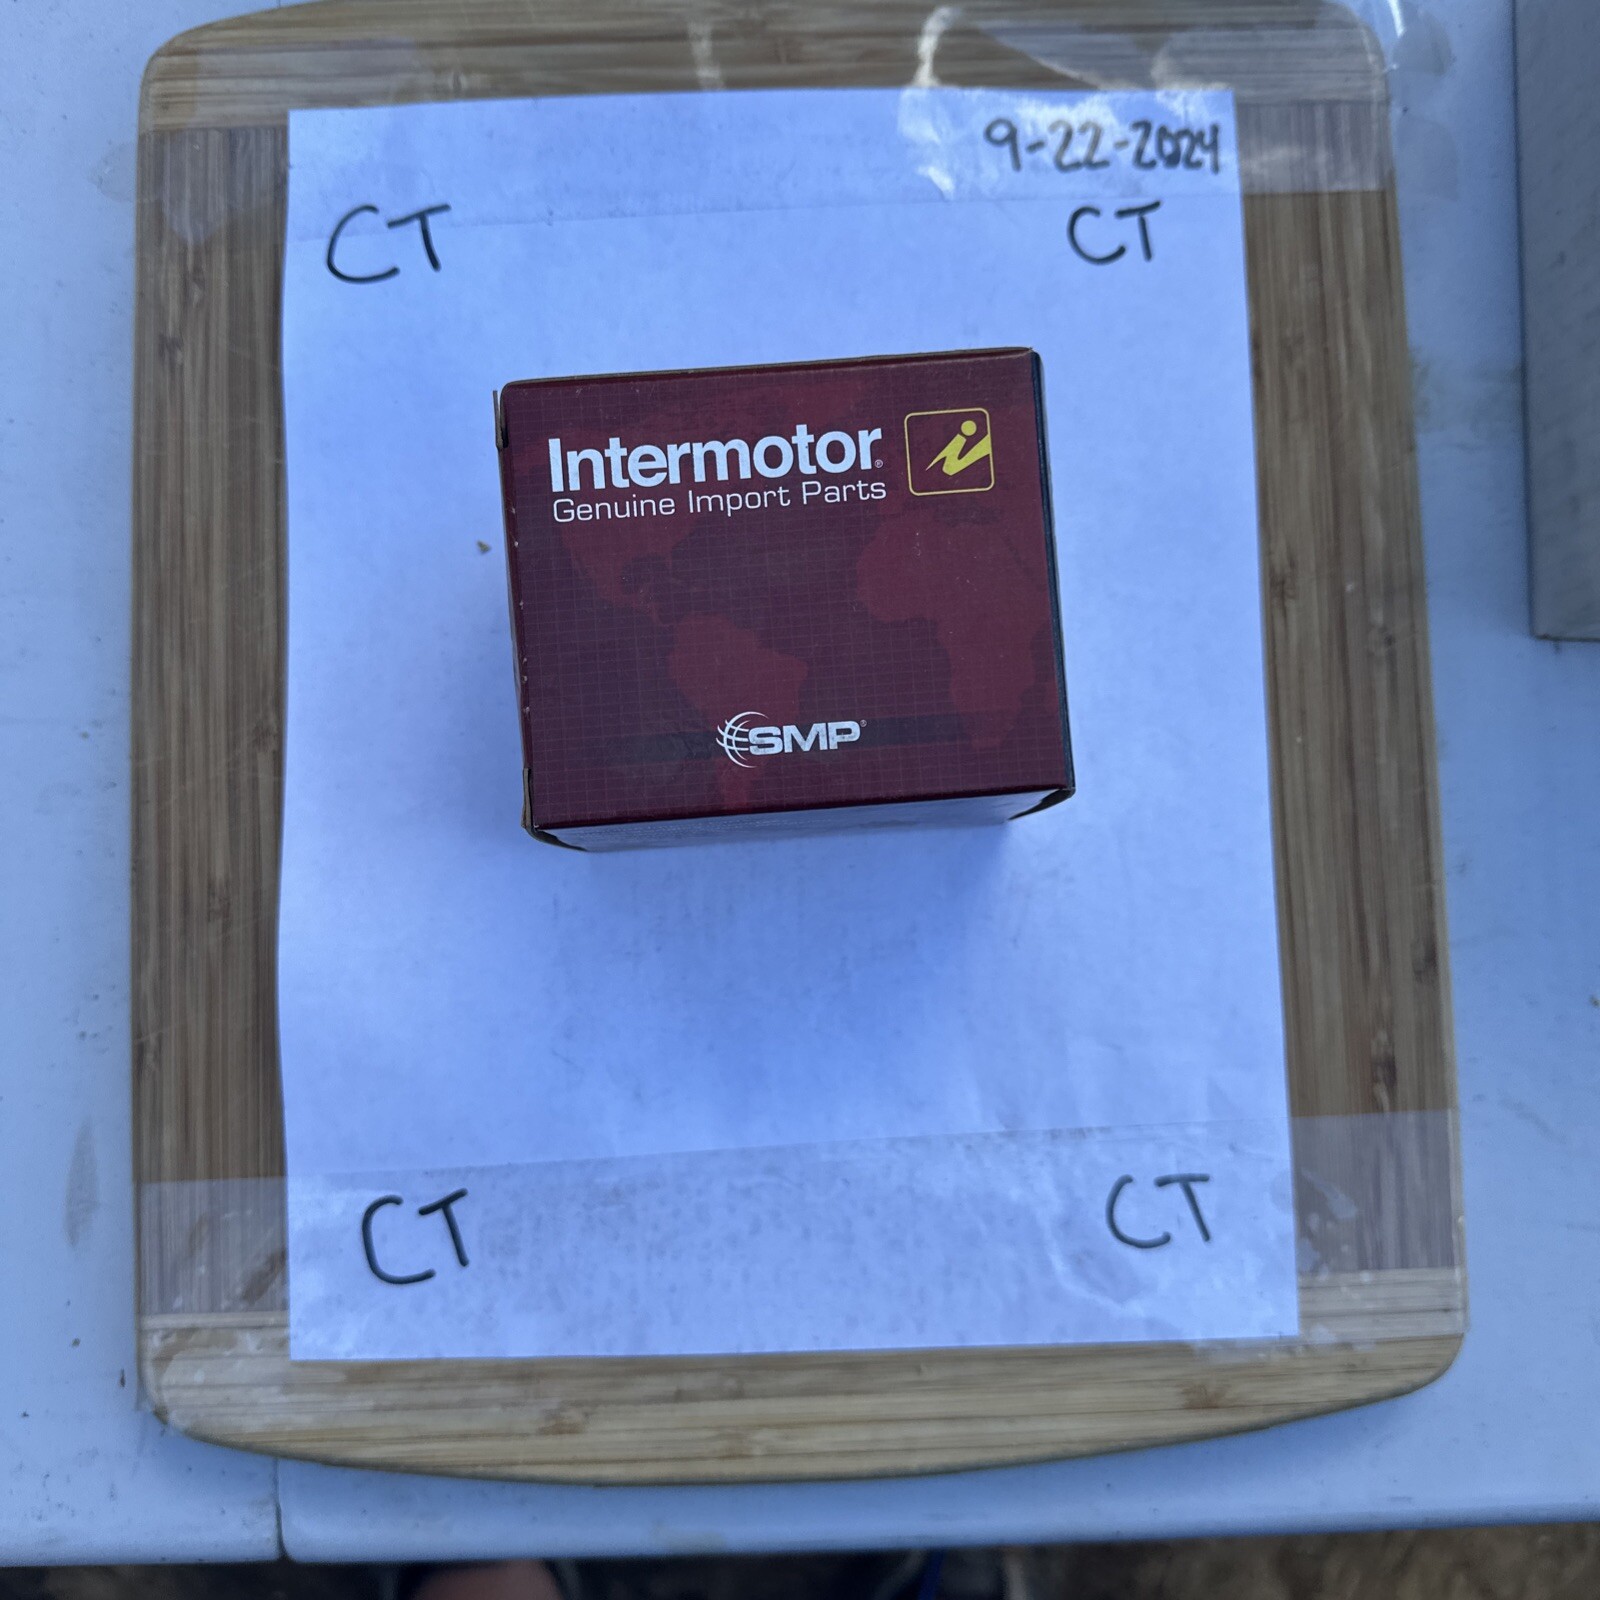 9-22-2024
CT CT
Intermotor®
Genuine Import Parts
SMP®
CT CT